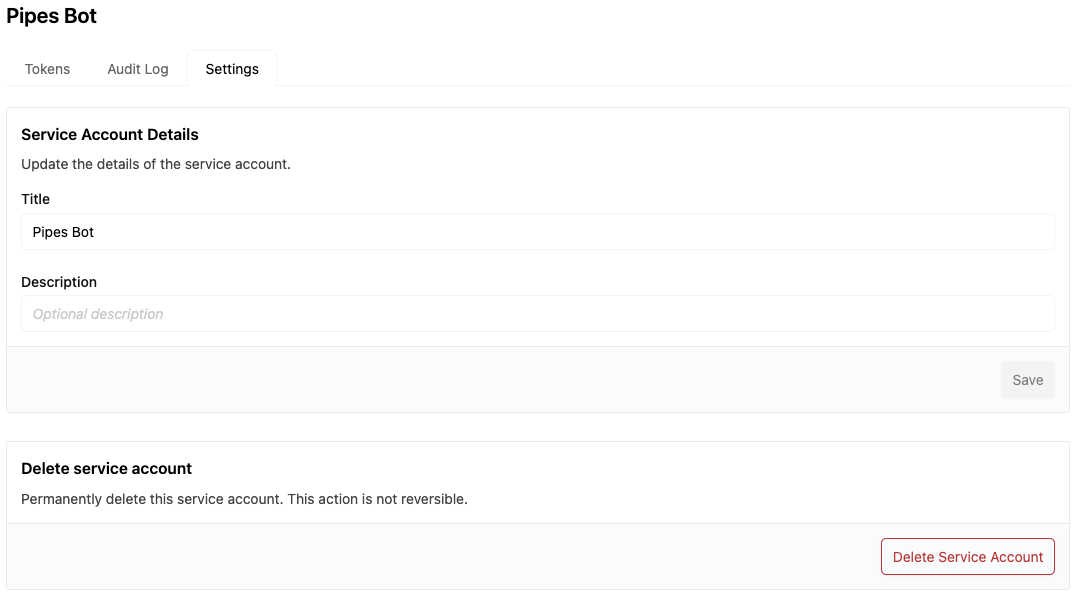 Pipes Bot
Tokens Audit Log Settings
Service Account Details
Update the details of the service account.
Title
Pipes Bot
Description
Optional description
Save
Delete service account
Permanently delete this service account. This action is not reversible.
Delete Service Account